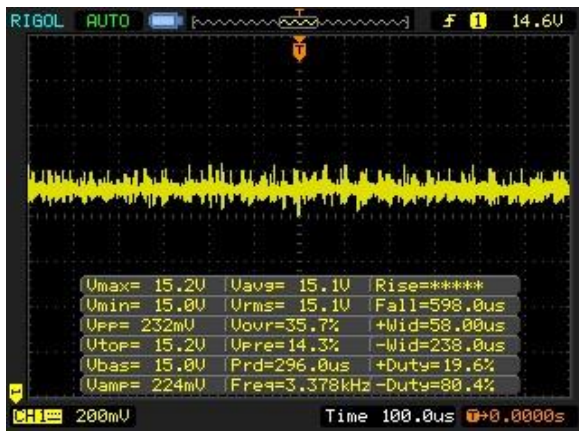 RIGOL AUTO T f 1 14.6V
T
Vmax= 15.2V Vavg= 15.1V Rise=*****
Vmin= 15.0V Vrms= 15.1V Fall=598.0us
Vpp= 232mV Vovr=35.7% +Wid=58.00us
Vtop= 15.2V Vpre=14.3% -Wid=238.0us
Vbas= 15.0V Prd=296.0us +Duty=19.6%
Vamp= 224mV Freq=3.378kHz -Duty=80.4%
CH1 200mV Time 100.0us T→0.0000s